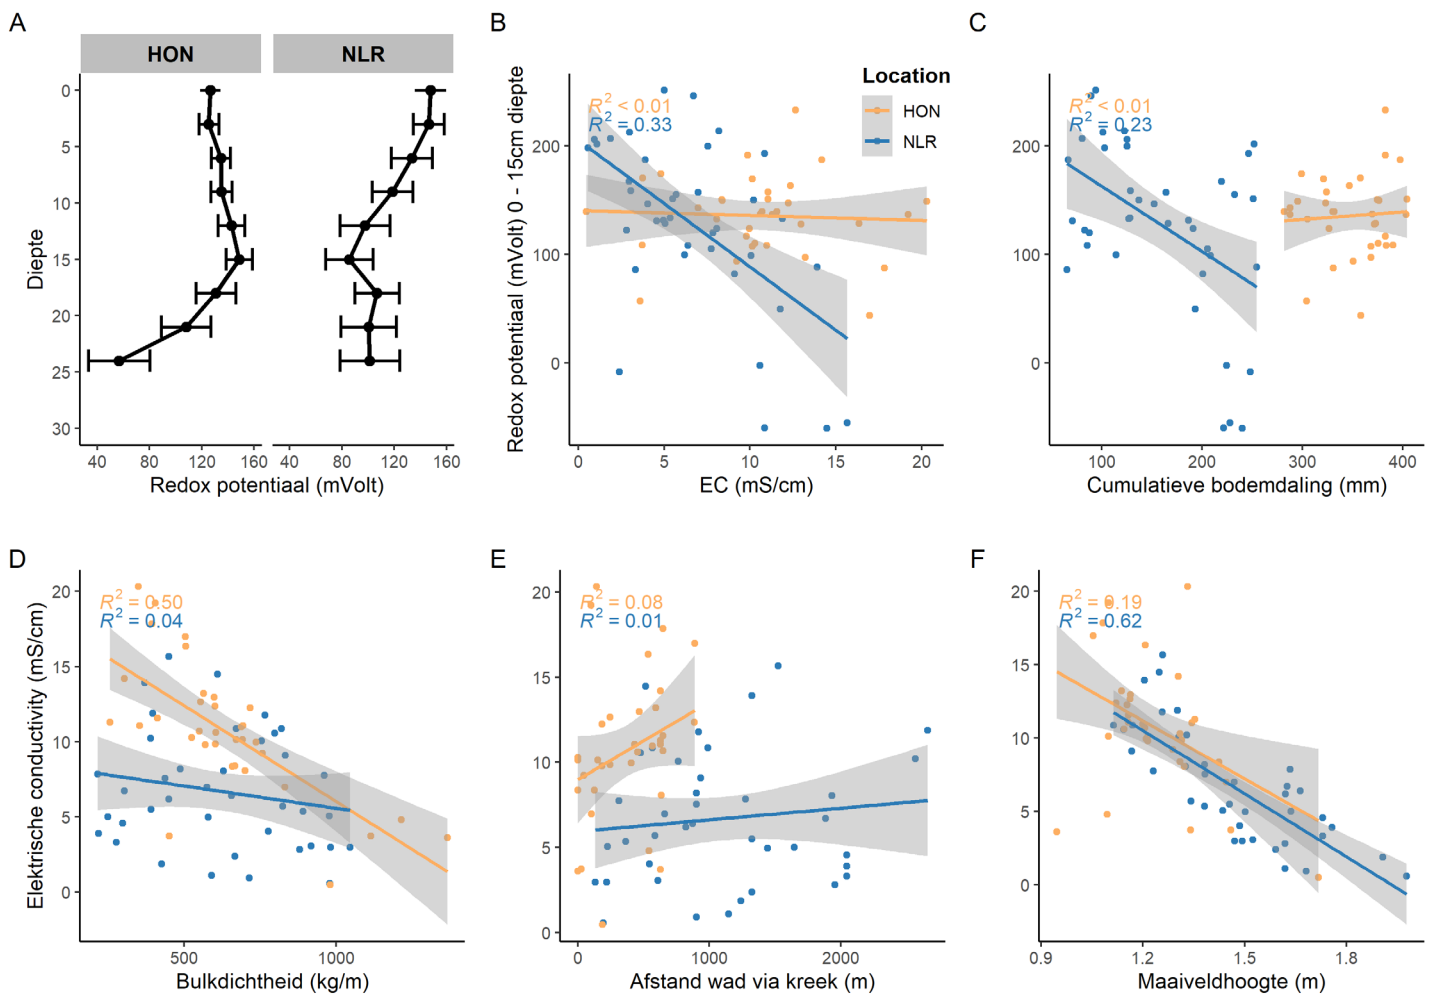 A
HON
NLR
0
5
10
15
20
25
30
Diepte
40
80
120
160
40
80
120
160
Redox potentiaal (mVolt)
B
Redox potentiaal (mVolt) 0 - 15cm diepte
200
100
0
R² < 0.01
R² = 0.33
Location
HON
NLR
0
5
10
15
20
EC (mS/cm)
C
200
100
0
R² < 0.01
R² = 0.23
100
200
300
400
Cumulatieve bodemdaling (mm)
D
Elektrische conductivity (mS/cm)
20
15
10
5
0
R² = 0.50
R² = 0.04
500
1000
Bulkdichtheid (kg/m)
E
20
15
10
5
0
R² = 0.08
R² = 0.01
0
1000
2000
Afstand wad via kreek (m)
F
20
15
10
5
0
R² = 0.19
R² = 0.62
0.9
1.2
1.5
1.8
Maaiveldhoogte (m)